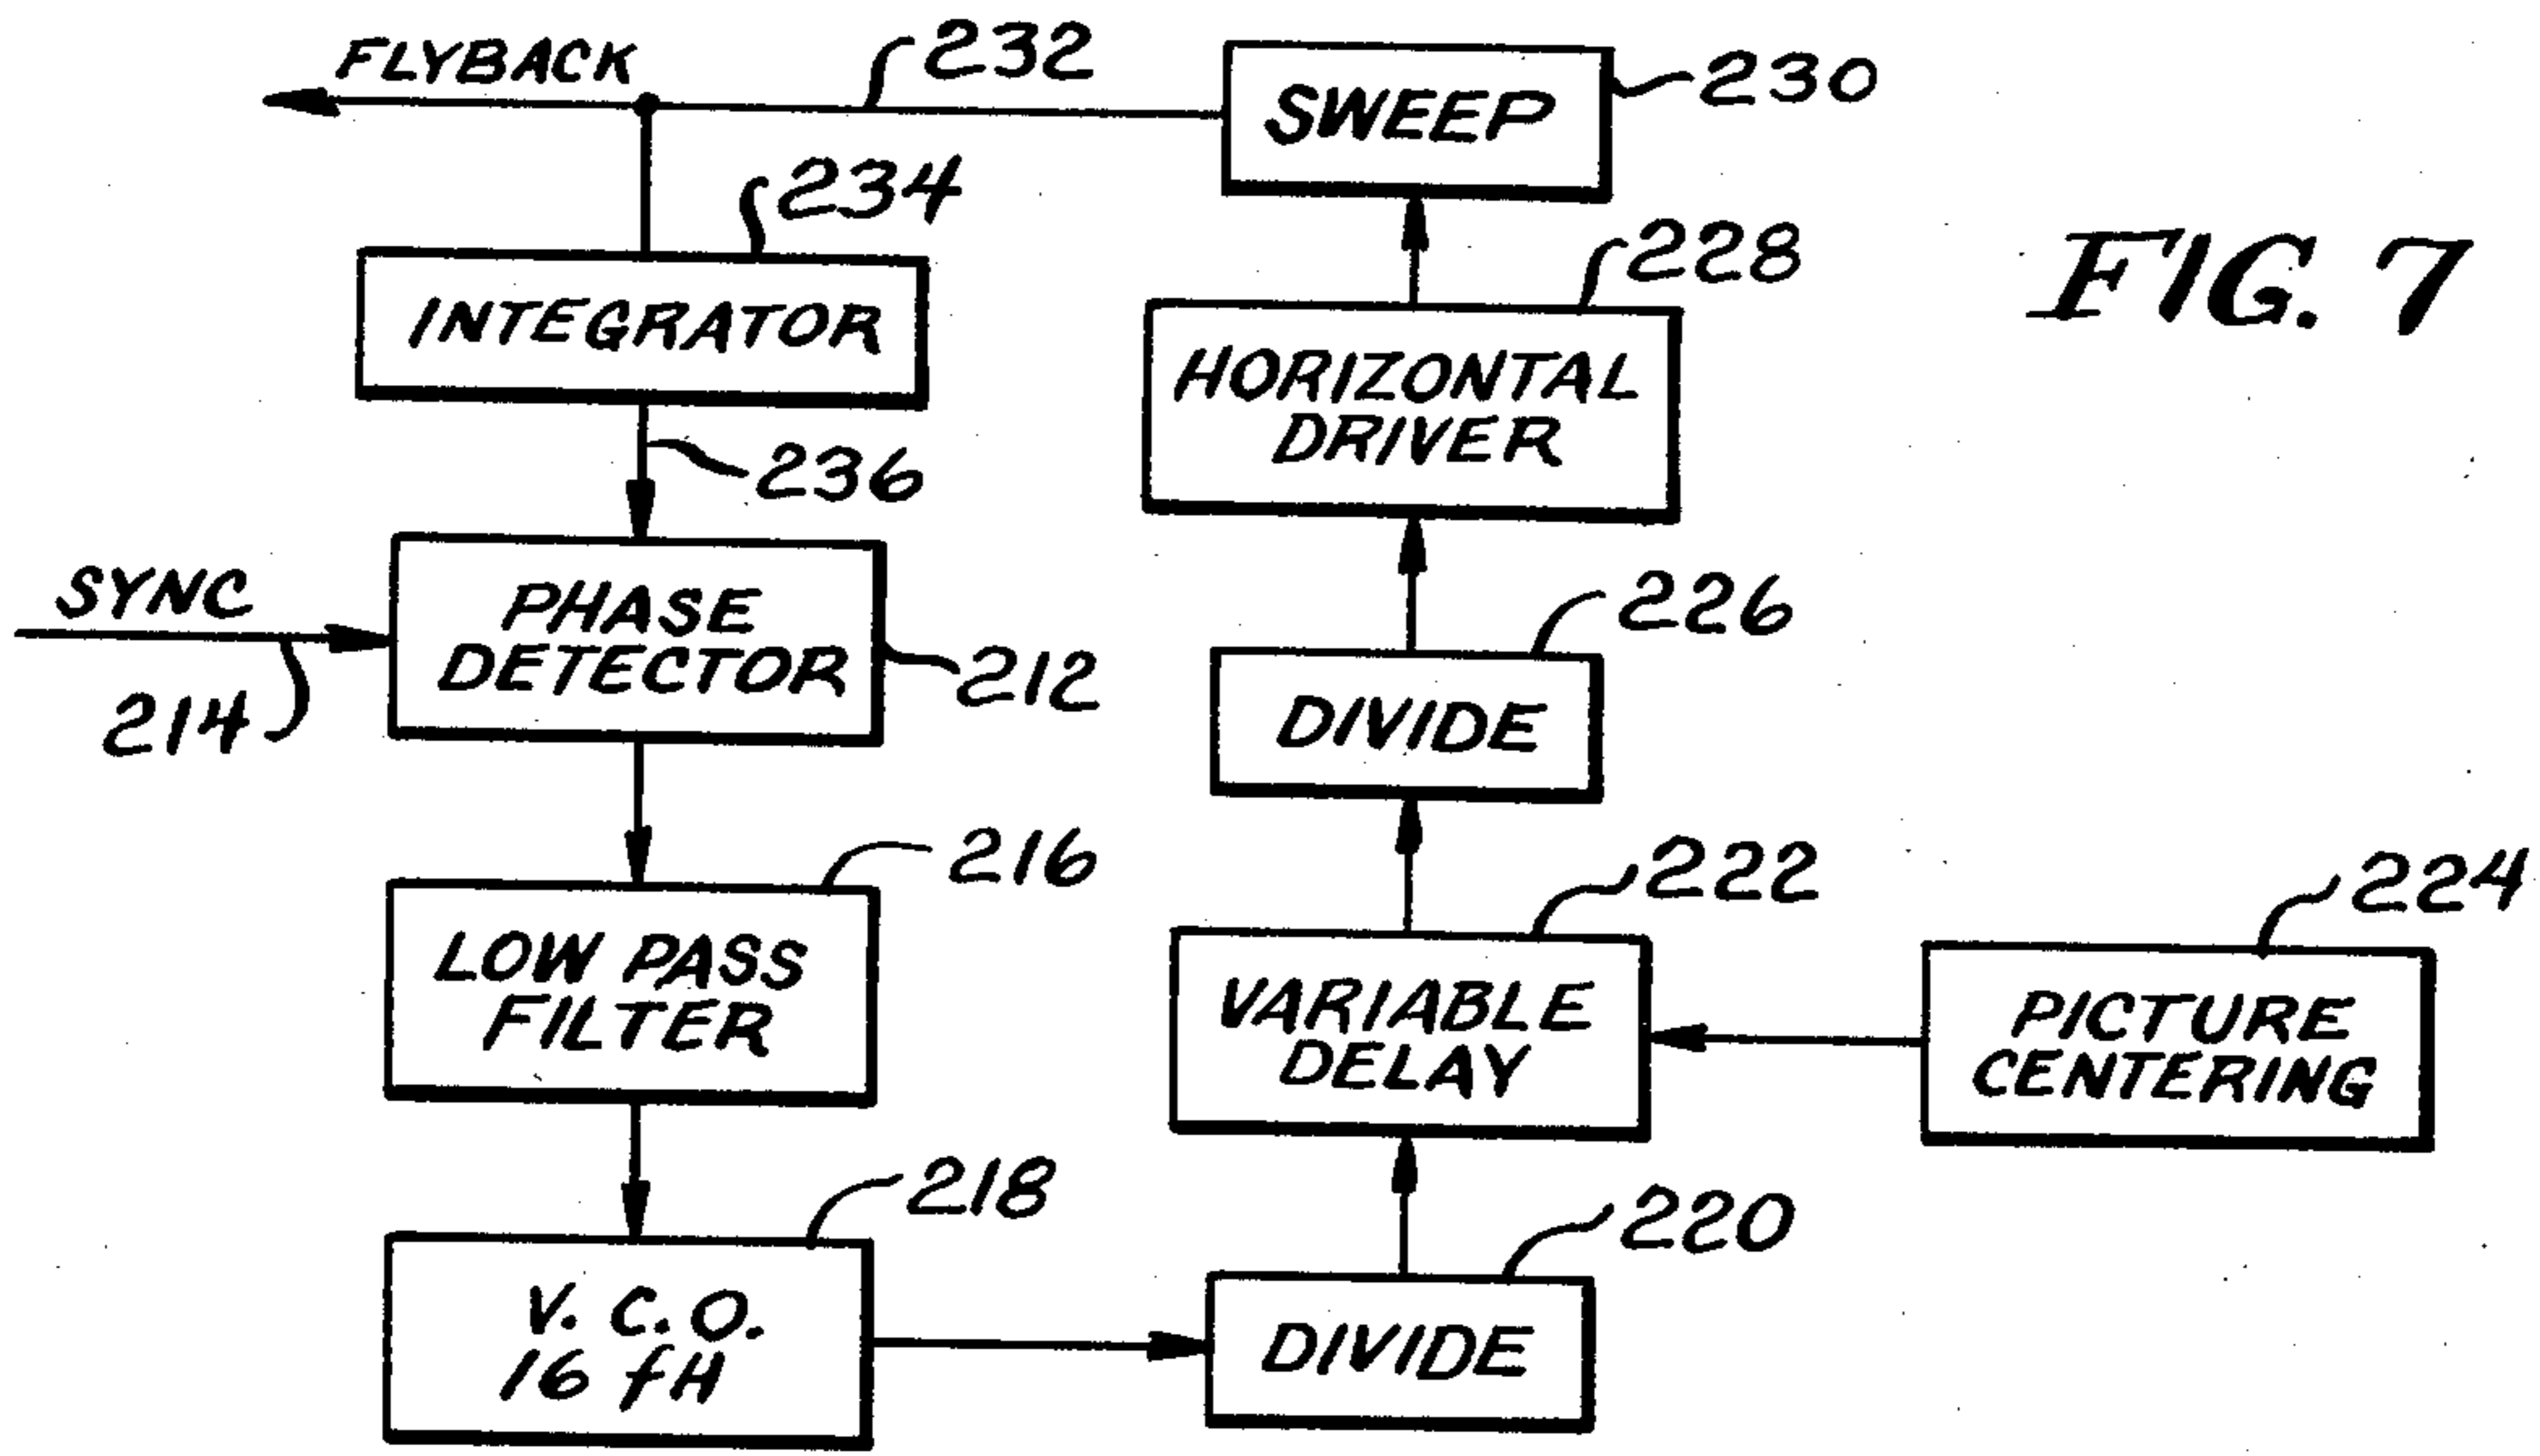 FLYBACK
232
SWEEP
230
234
INTEGRATOR
228
FIG. 7
HORIZONTAL
DRIVER
236
SYNC
214
PHASE
DETECTOR
212
226
DIVIDE
216
LOW PASS
FILTER
222
VARIABLE
DELAY
224
PICTURE
CENTERING
218
V. C. O.
16 fH
220
DIVIDE